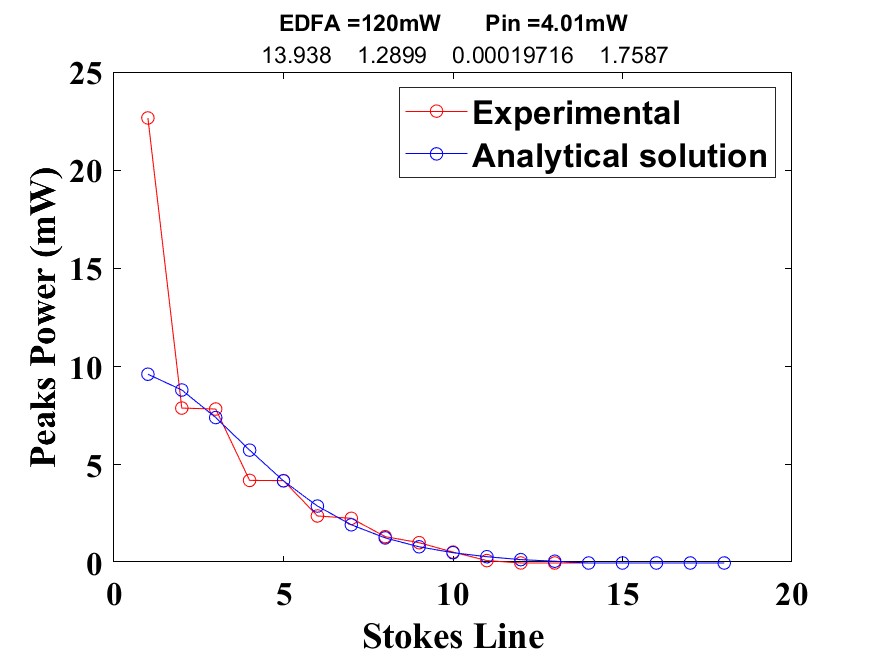 EDFA =120mW Pin =4.01mW
13.938 1.2899 0.00019716 1.7587
25
20
15
10
5
0
Peaks Power (mW)
Experimental
Analytical solution
0 5 10 15 20
Stokes Line